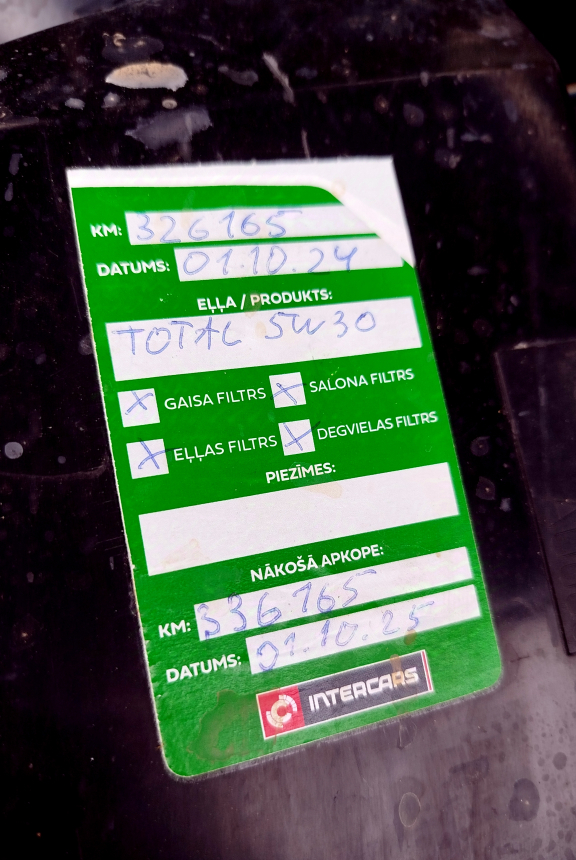 KM: 326165
DATUMS: 01.10.24
EĻĻA / PRODUKTS:
TOTAL 5W30
GAISA FILTRS SALONA FILTRS
EĻĻAS FILTRS DEGVIELAS FILTRS
PIEZĪMES:
NĀKOŠĀ APKOPE:
KM: 336165
DATUMS: 01.10.25
INTERCARS